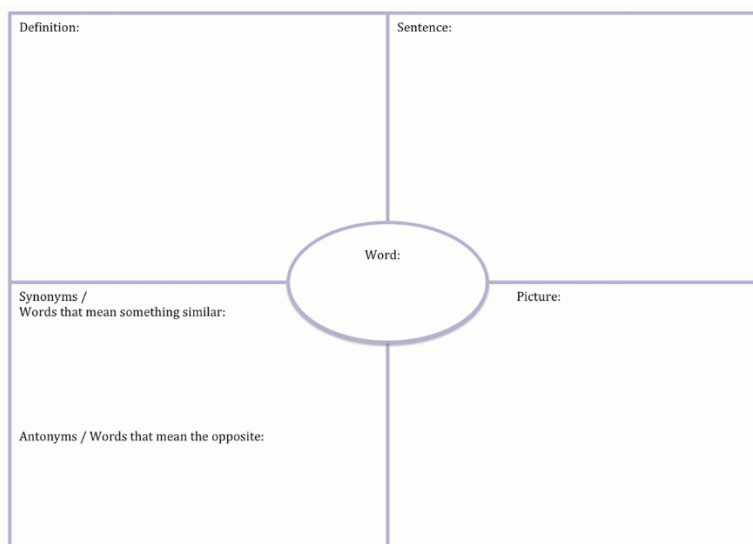 Definition:
Sentence:
Word:
Synonyms /
Words that mean something similar:
Antonyms / Words that mean the opposite:
Picture: